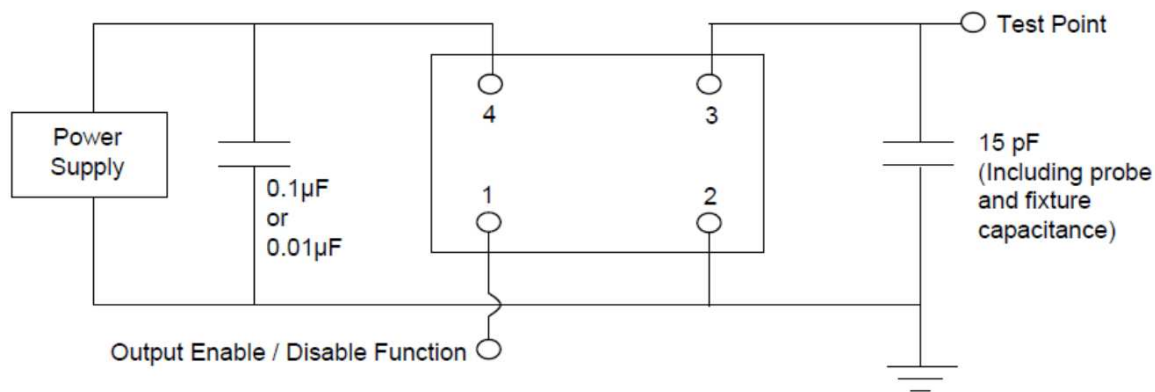 Test Point
4
3
Power
Supply
15 pF
(Including probe
and fixture
capacitance)
0.1µF
or
0.01µF
1
2
Output Enable / Disable Function